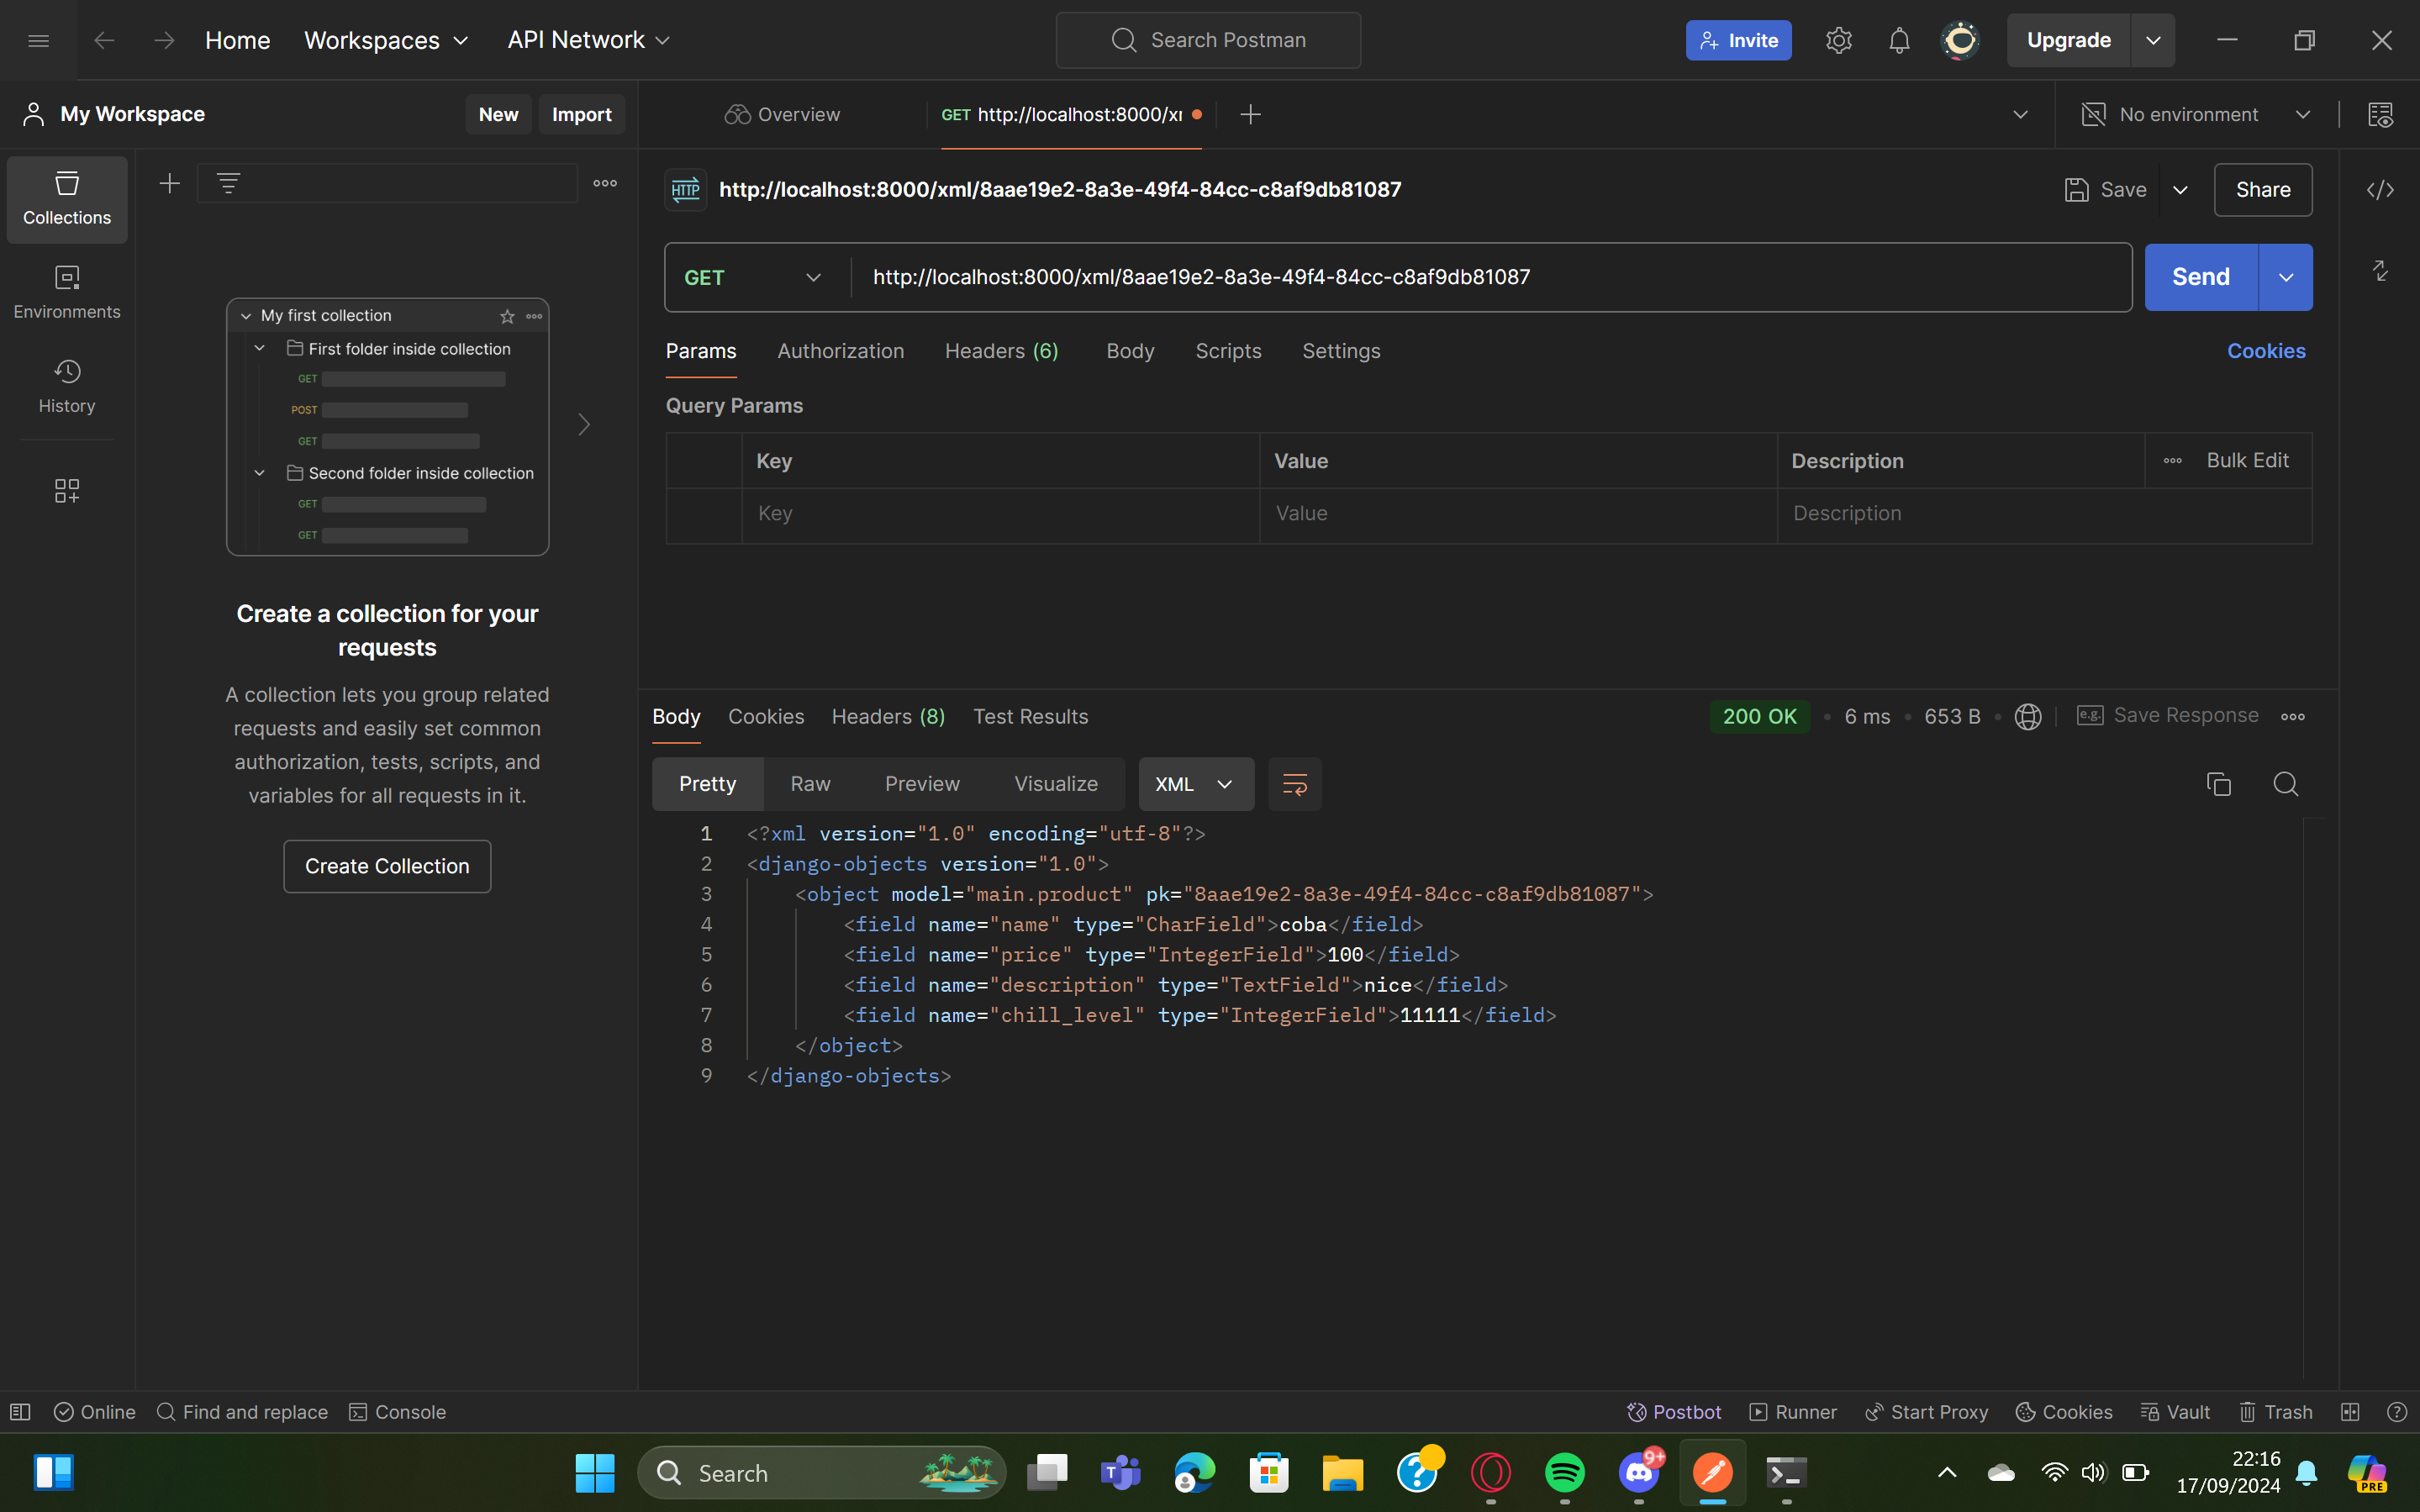 Home
Workspaces
API Network
Search Postman
Invite
Upgrade
My Workspace
New
Import
Overview
GET http://localhost:8000/xr
No environment
Collections
Environments
History
HTTP
http://localhost:8000/xml/8aae19e2-8a3e-49f4-84cc-c8af9db81087
Save
Share
GET
http://localhost:8000/xml/8aae19e2-8a3e-49f4-84cc-c8af9db81087
Send
Params
Authorization
Headers (6)
Body
Scripts
Settings
Cookies
Query Params
Key
Value
Description
Bulk Edit
Key
Value
Description
My first collection
First folder inside collection
GET
POST
GET
Second folder inside collection
GET
GET
Create a collection for your
requests
A collection lets you group related
requests and easily set common
authorization, tests, scripts, and
variables for all requests in it.
Create Collection
Body
Cookies
Headers (8)
Test Results
200 OK
6 ms
653 B
e.g.
Save Response
Pretty
Raw
Preview
Visualize
XML
1 <?xml version="1.0" encoding="utf-8"?>
2 <django-objects version="1.0">
3 <object model="main.product" pk="8aae19e2-8a3e-49f4-84cc-c8af9db81087">
4 <field name="name" type="CharField">coba</field>
5 <field name="price" type="IntegerField">100</field>
6 <field name="description" type="TextField">nice</field>
7 <field name="chill_level" type="IntegerField">11111</field>
8 </object>
9 </django-objects>
Online
Find and replace
Console
Postbot
Runner
Start Proxy
Cookies
Vault
Trash
Search
T
9+
22:16
17/09/2024
PRE